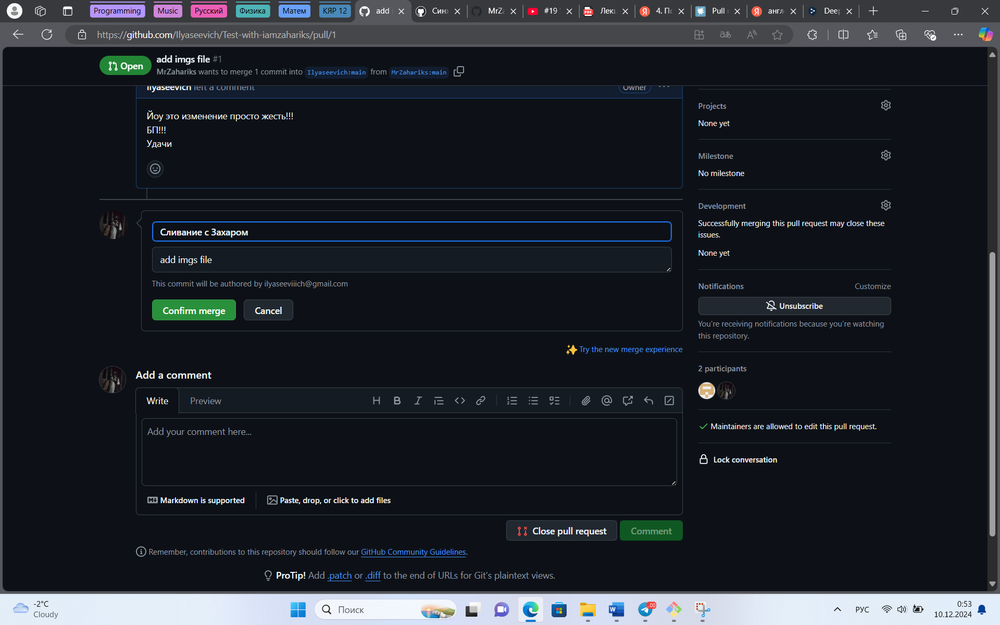 Programming
Music
Русский
Физика
Матем
КЯР 12
add
Синх
MrZa
#19
Лекц
4. По
Pull
англ
Deep
https://github.com/Ilyaseevich/Test-with-iamzahariks/pull/1
Open
add imgs file #1
MrZahariks wants to merge 1 commit into Ilyaseevich:main from MrZahariks:main
Ilyaseevich left a comment
Owner
Йоу это изменение просто жесть!!!
БП!!!
Удачи
Сливание с Захаром
add imgs file
This commit will be authored by ilyaseeviiich@gmail.com
Confirm merge
Cancel
Try the new merge experience
Add a comment
Write
Preview
Add your comment here...
Markdown is supported
Paste, drop, or click to add files
Close pull request
Comment
Remember, contributions to this repository should follow our GitHub Community Guidelines.
ProTip! Add .patch or .diff to the end of URLs for Git's plaintext views.
Projects
None yet
Milestone
No milestone
Development
Successfully merging this pull request may close these
issues.
None yet
Notifications
Customize
Unsubscribe
You're receiving notifications because you're watching
this repository.
2 participants
Maintainers are allowed to edit this pull request.
Lock conversation
-2°C
Cloudy
Поиск
РУС
0:53
10.12.2024